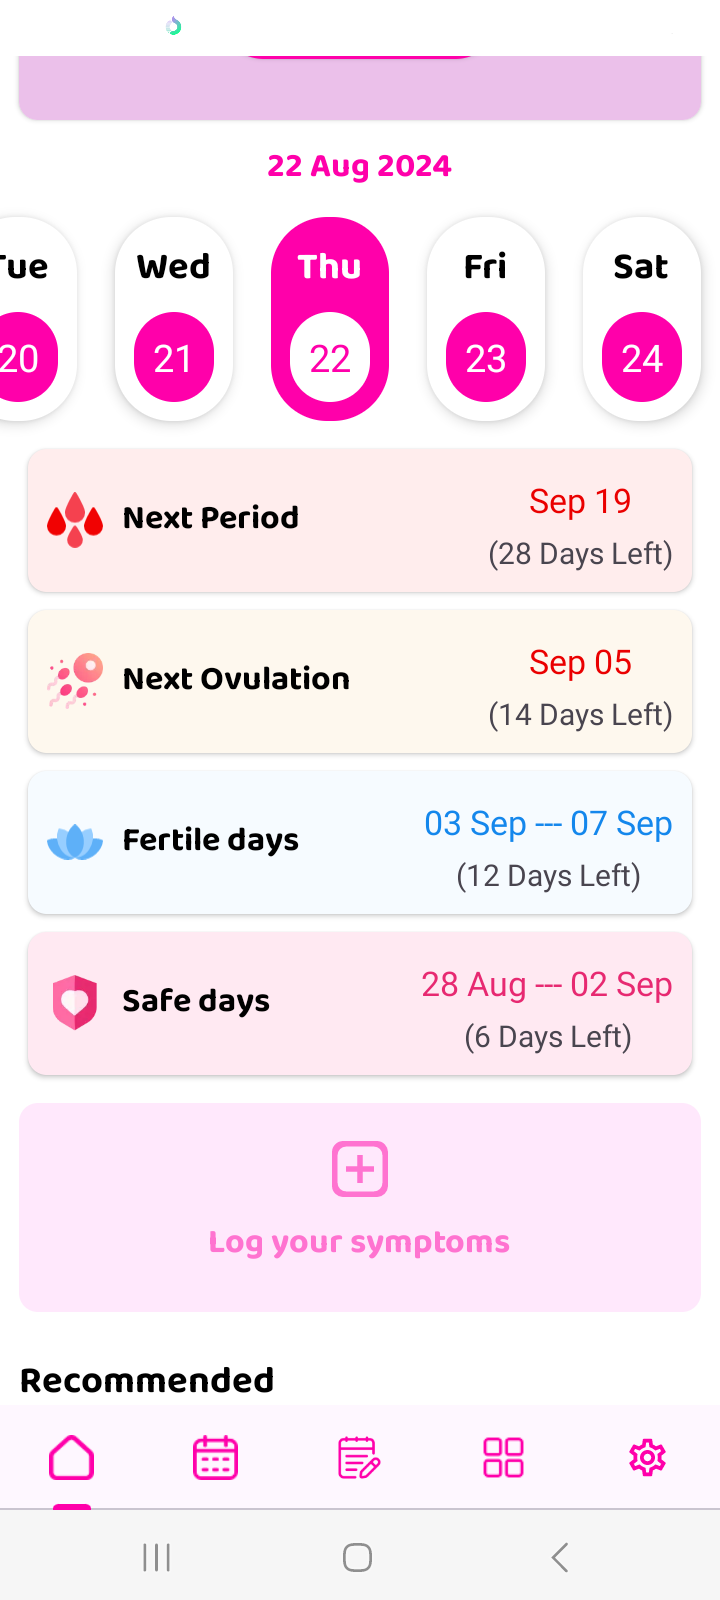 22 Aug 2024
Tue Wed Thu Fri Sat
20 21 22 23 24
Next Period
Sep 19
(28 Days Left)
Next Ovulation
Sep 05
(14 Days Left)
Fertile days
03 Sep --- 07 Sep
(12 Days Left)
Safe days
28 Aug --- 02 Sep
(6 Days Left)
Log your symptoms
Recommended